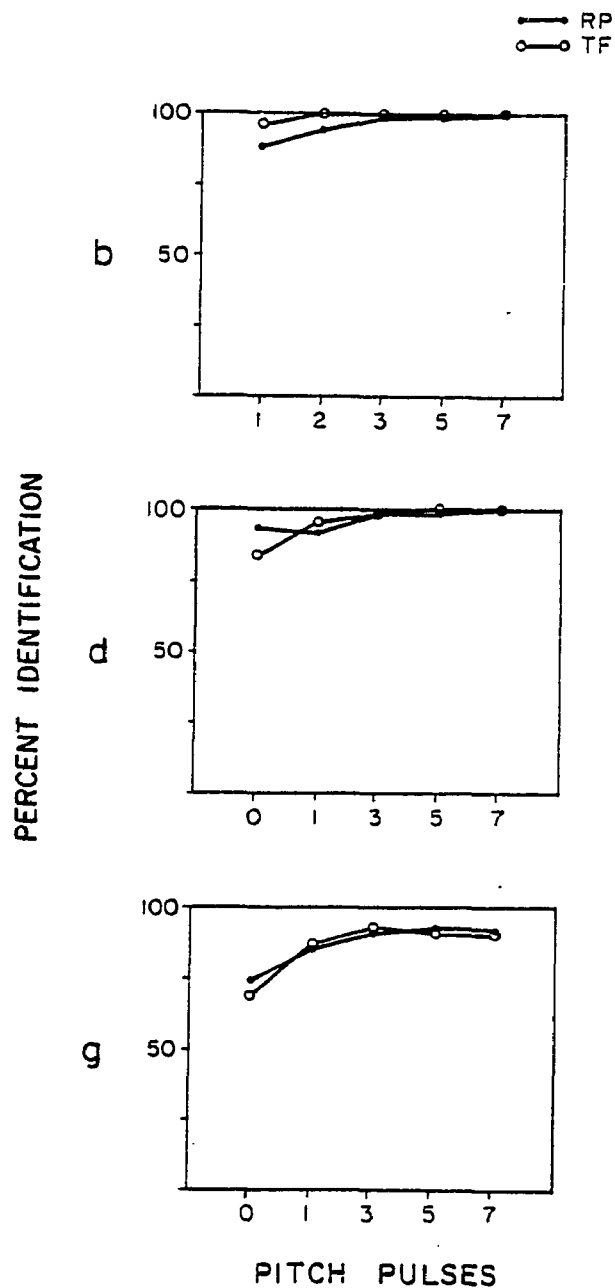 RP
TF
b
100
50
1 2 3 5 7
PERCENT IDENTIFICATION
d
100
50
0 1 3 5 7
g
100
50
0 1 3 5 7
PITCH PULSES